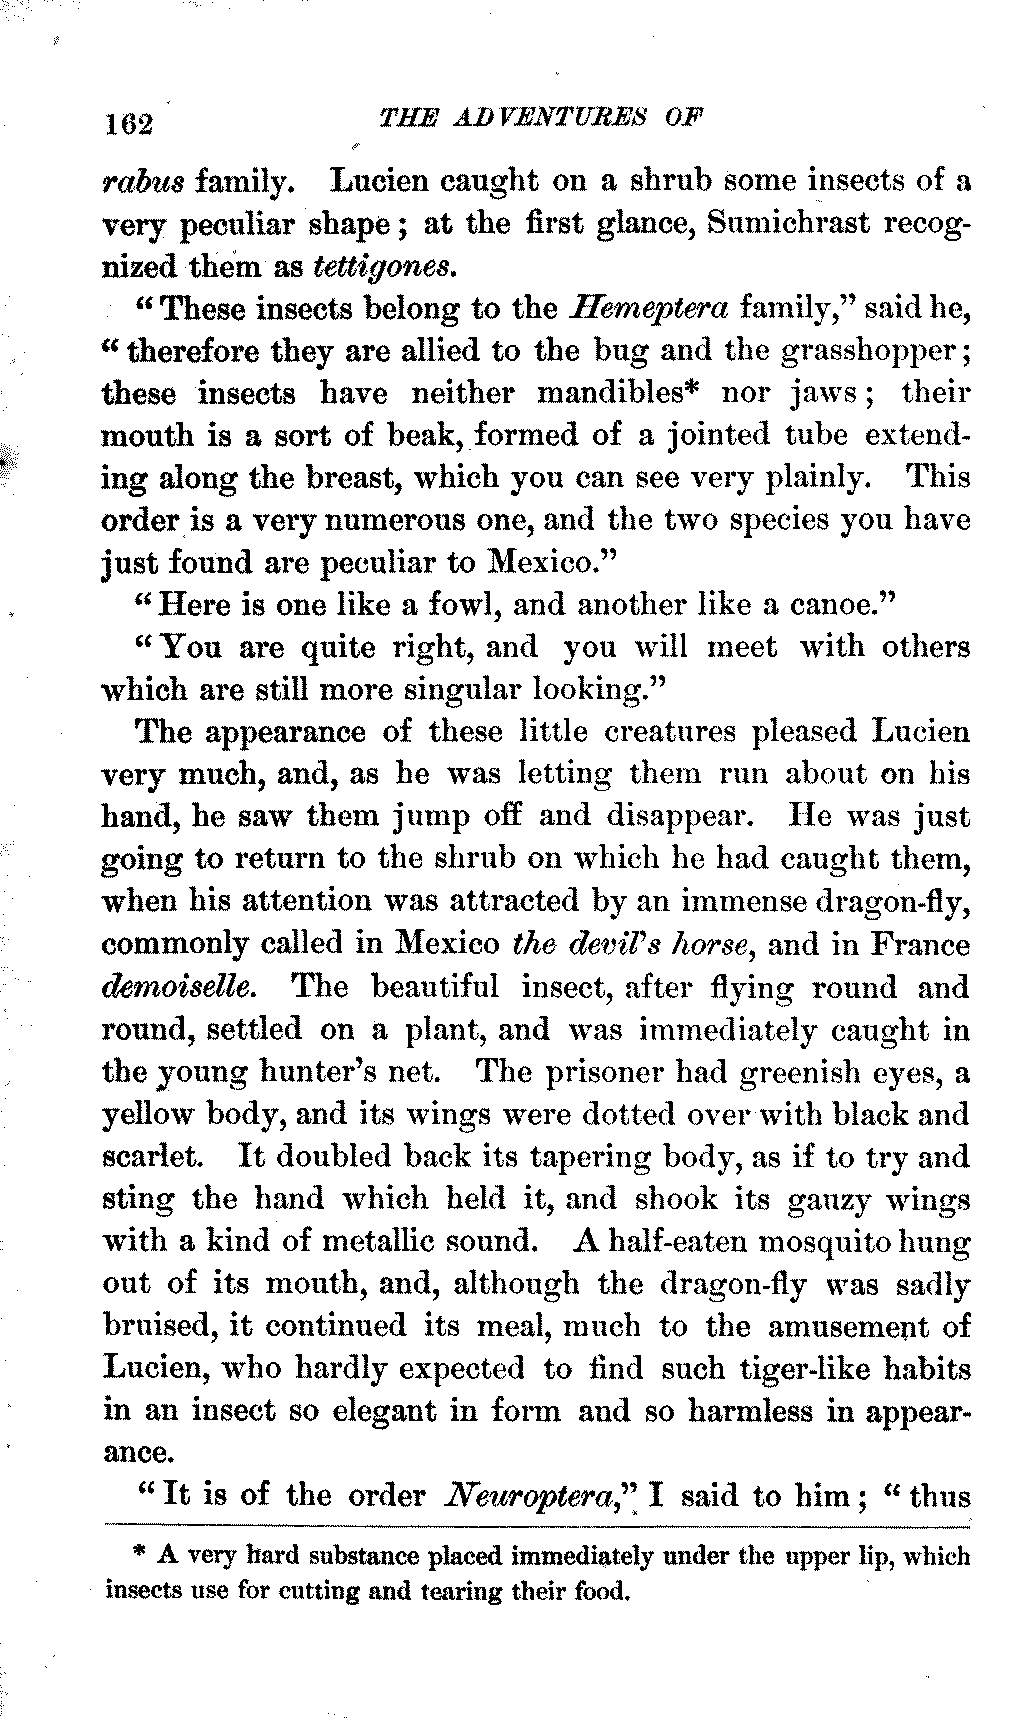 162 THE ADVENTURES OF
rabus family. Lucien caught on a shrub some insects of a
very peculiar shape; at the first glance, Sumichrast recog-
nized them as tettigones.
"These insects belong to the Hemeptera family," said he,
"therefore they are allied to the bug and the grasshopper;
these insects have neither mandibles* nor jaws; their
mouth is a sort of beak, formed of a jointed tube extend-
ing along the breast, which you can see very plainly. This
order is a very numerous one, and the two species you have
just found are peculiar to Mexico."
"Here is one like a fowl, and another like a canoe."
"You are quite right, and you will meet with others
which are still more singular looking."
The appearance of these little creatures pleased Lucien
very much, and, as he was letting them run about on his
hand, he saw them jump off and disappear. He was just
going to return to the shrub on which he had caught them,
when his attention was attracted by an immense dragon-fly,
commonly called in Mexico the devil's horse, and in France
demoiselle. The beautiful insect, after flying round and
round, settled on a plant, and was immediately caught in
the young hunter's net. The prisoner had greenish eyes, a
yellow body, and its wings were dotted over with black and
scarlet. It doubled back its tapering body, as if to try and
sting the hand which held it, and shook its gauzy wings
with a kind of metallic sound. A half-eaten mosquito hung
out of its mouth, and, although the dragon-fly was sadly
bruised, it continued its meal, much to the amusement of
Lucien, who hardly expected to find such tiger-like habits
in an insect so elegant in form and so harmless in appear-
ance.
"It is of the order Neuroptera," I said to him; "thus
* A very hard substance placed immediately under the upper lip, which
insects use for cutting and tearing their food.